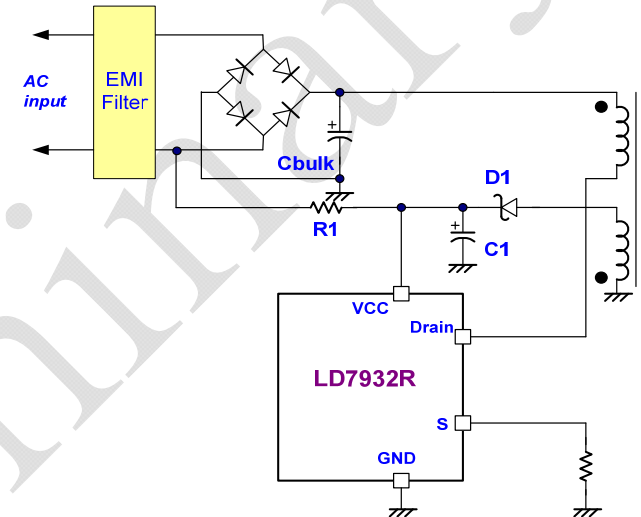 AC
input
EMI
Filter
+
Cbulk
R1
D1
+
C1
VCC
Drain
LD7932R
S
GND